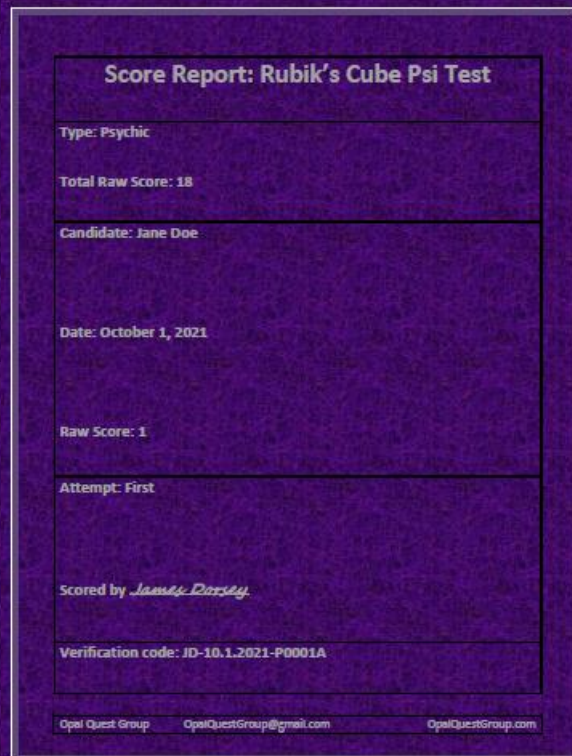 Score Report: Rubik's Cube Psi Test
Type: Psychic
Total Raw Score: 18
Candidate: Jane Doe
Date: October 1, 2021
Raw Score: 1
Attempt: First
Scored by James Dorsey
Verification code: JD-10.1.2021-P0001A
Opal Quest Group OpalQuestGroup@gmail.com OpalQuestGroup.com